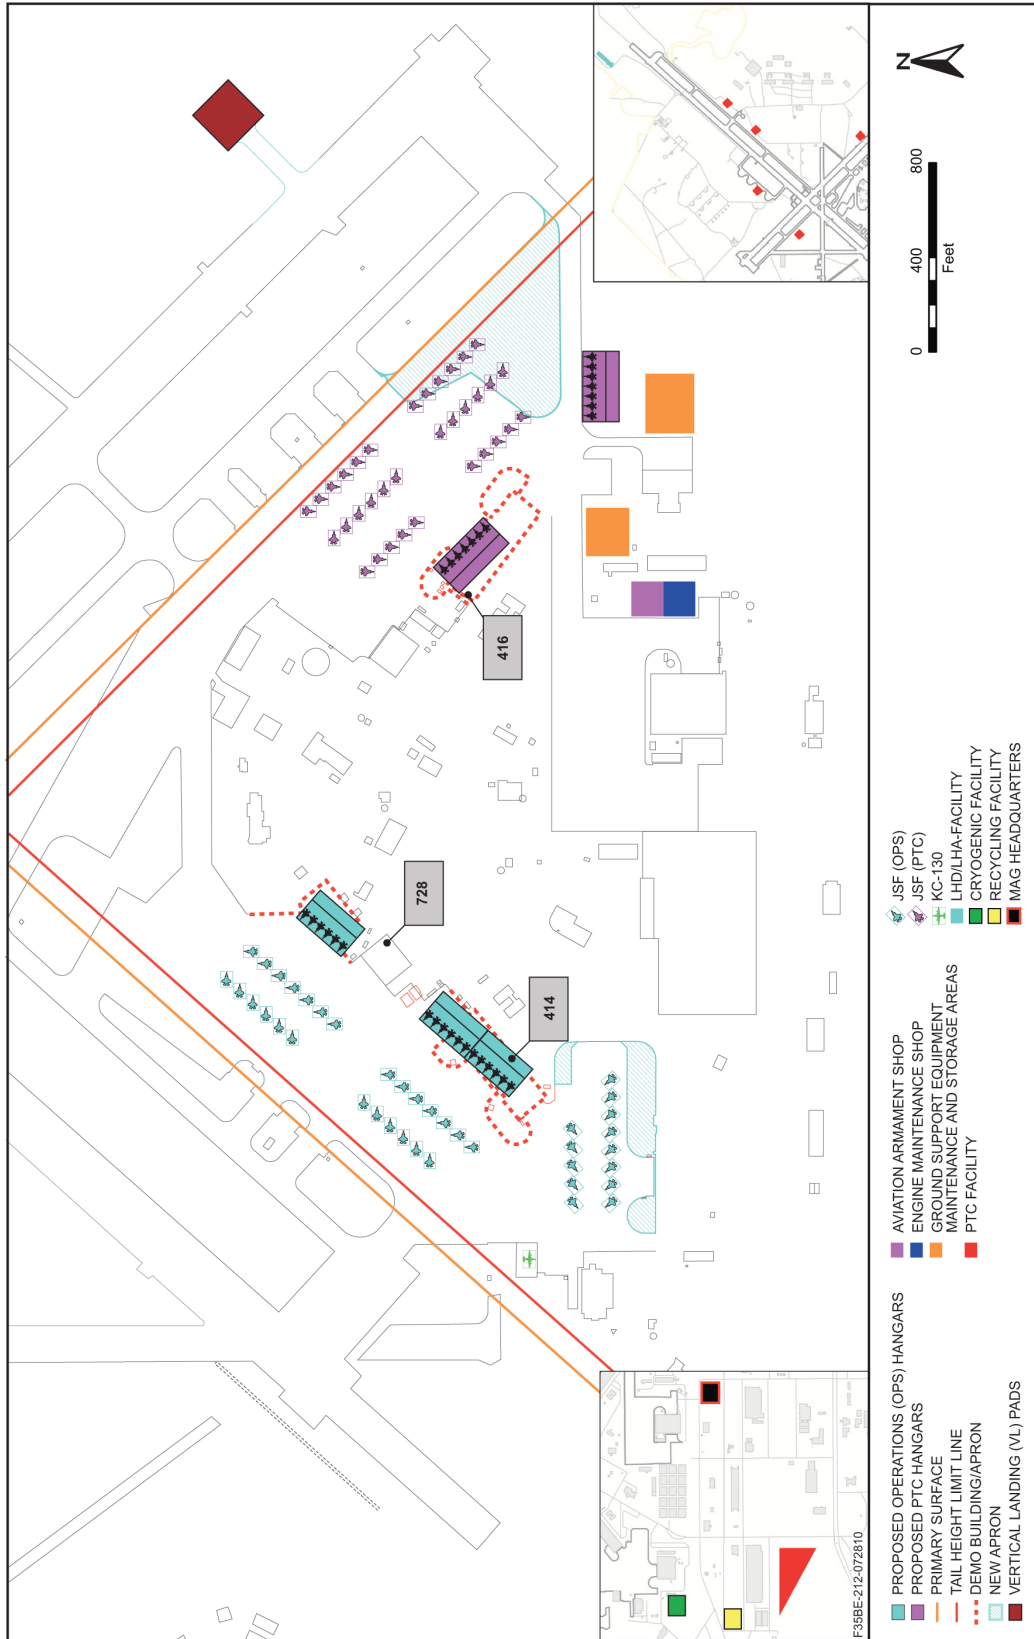 416
728
414
F35BE-212-072810
PROPOSED OPERATIONS (OPS) HANGARS
PROPOSED PTC HANGARS
PRIMARY SURFACE
TAIL HEIGHT LIMIT LINE
DEMO BUILDING/APRON
NEW APRON
VERTICAL LANDING (VL) PADS
AVIATION ARMAMENT SHOP
ENGINE MAINTENANCE SHOP
GROUND SUPPORT EQUIPMENT
MAINTENANCE AND STORAGE AREAS
PTC FACILITY
JSF (OPS)
JSF (PTC)
KC-130
LHD/LHA-FACILITY
CRYOGENIC FACILITY
RECYCLING FACILITY
MAG HEADQUARTERS
0 400 800
Feet
N